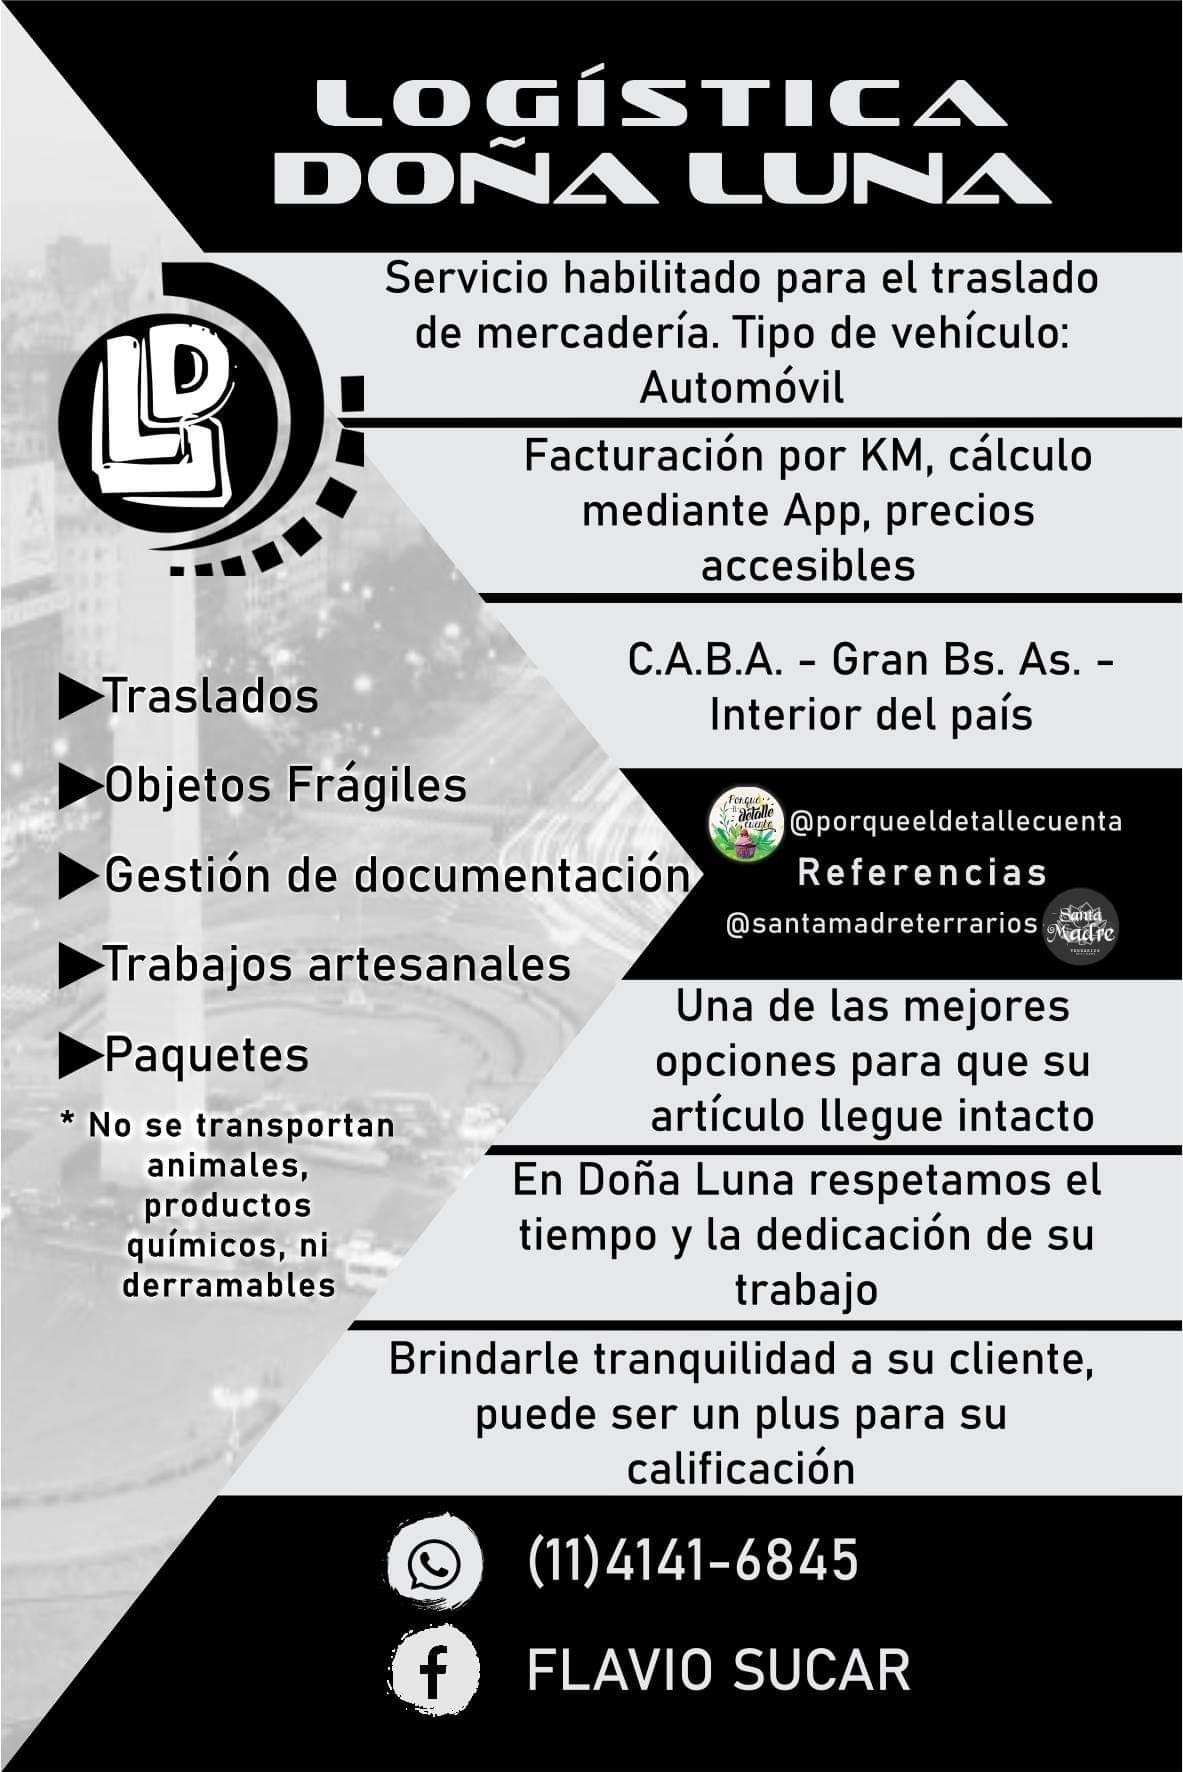 LOGÍSTICA
DOÑA LUNA
Servicio habilitado para el traslado
de mercadería. Tipo de vehículo:
Automóvil
LD
Facturación por KM, cálculo
mediante App, precios
accesibles
C.A.B.A. - Gran Bs. As. -
Interior del país
Traslados
Objetos Frágiles
Gestión de documentación
Trabajos artesanales
Paquetes
* No se transportan
animales,
productos
químicos, ni
derramables
Porque
el
detalle
cuenta
@porqueeldetallecuenta
Referencias
@santamadreterrarios
Santa
Madre
Una de las mejores
opciones para que su
artículo llegue intacto
En Doña Luna respetamos el
tiempo y la dedicación de su
trabajo
Brindarle tranquilidad a su cliente,
puede ser un plus para su
calificación
(11)4141-6845
f FLAVIO SUCAR